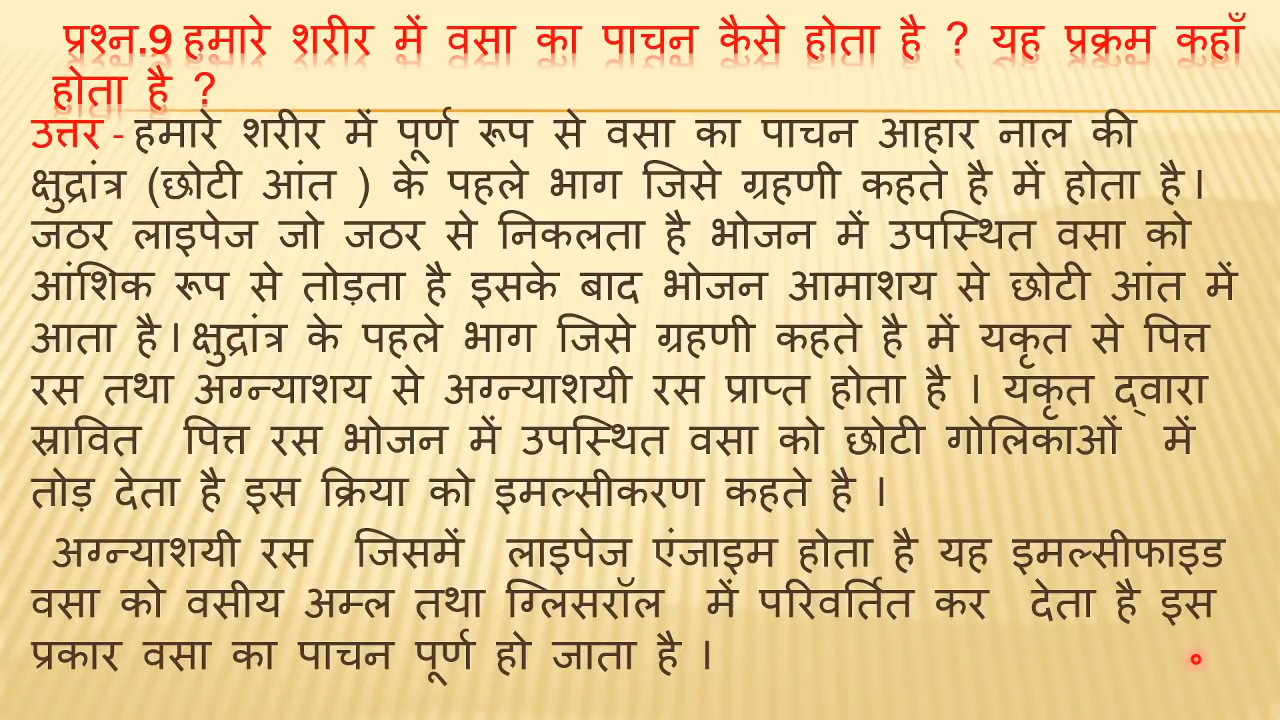 प्रश्न.9 हमारे शरीर में वसा का पाचन कैसे होता है ? यह प्रक्रम कहाँ
होता है ?
उत्तर - हमारे शरीर में पूर्ण रूप से वसा का पाचन आहार नाल की
क्षुद्रांत्र (छोटी आंत ) के पहले भाग जिसे ग्रहणी कहते है में होता है।
जठर लाइपेज जो जठर से निकलता है भोजन में उपस्थित वसा को
आंशिक रूप से तोड़ता है इसके बाद भोजन आमाशय से छोटी आंत में
आता है। क्षुद्रांत्र के पहले भाग जिसे ग्रहणी कहते है में यकृत से पित्त
रस तथा अग्न्याशय से अग्न्याशयी रस प्राप्त होता है । यकृत द्वारा
स्रावित पित्त रस भोजन में उपस्थित वसा को छोटी गोलिकाओं में
तोड़ देता है इस क्रिया को इमल्सीकरण कहते है ।
अग्न्याशयी रस जिसमें लाइपेज एंजाइम होता है यह इमल्सीफाइड
वसा को वसीय अम्ल तथा ग्लिसरॉल में परिवर्तित कर देता है इस
प्रकार वसा का पाचन पूर्ण हो जाता है ।